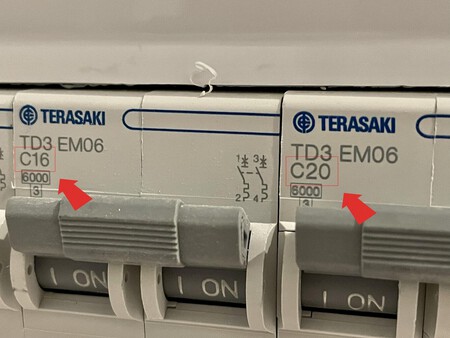 TERASAKI
TD3 EM06
C16
6000
3
1 3
2 4
I ON
I ON
TERASAKI
TD3 EM06
C20
6000
3
I ON